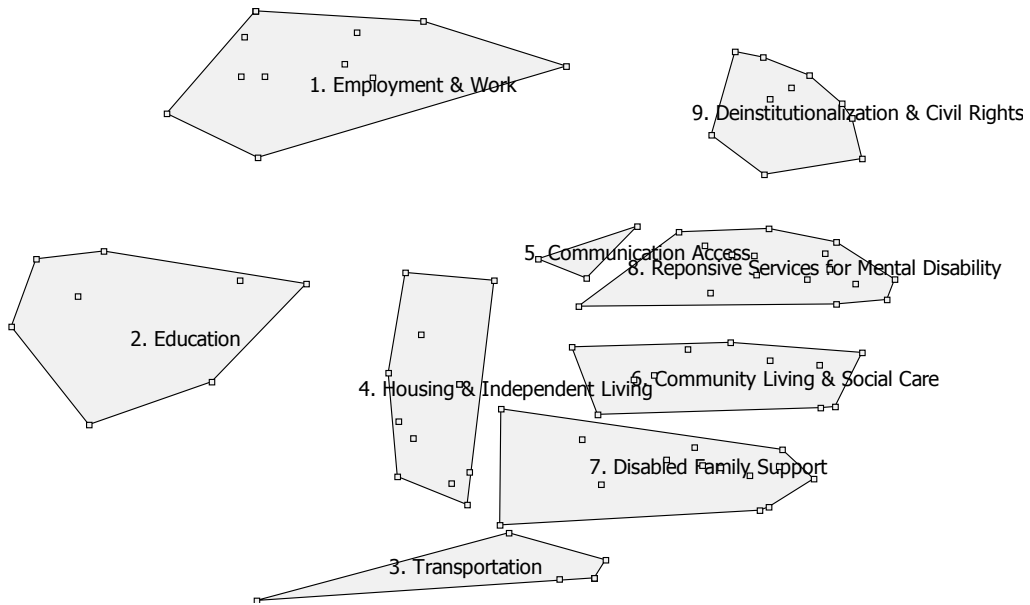 1. Employment & Work
9. Deinstitutionalization & Civil Rights
5. Communication Access
8. Reponsive Services for Mental Disability
2. Education
4. Housing & Independent Living
6. Community Living & Social Care
7. Disabled Family Support
3. Transportation